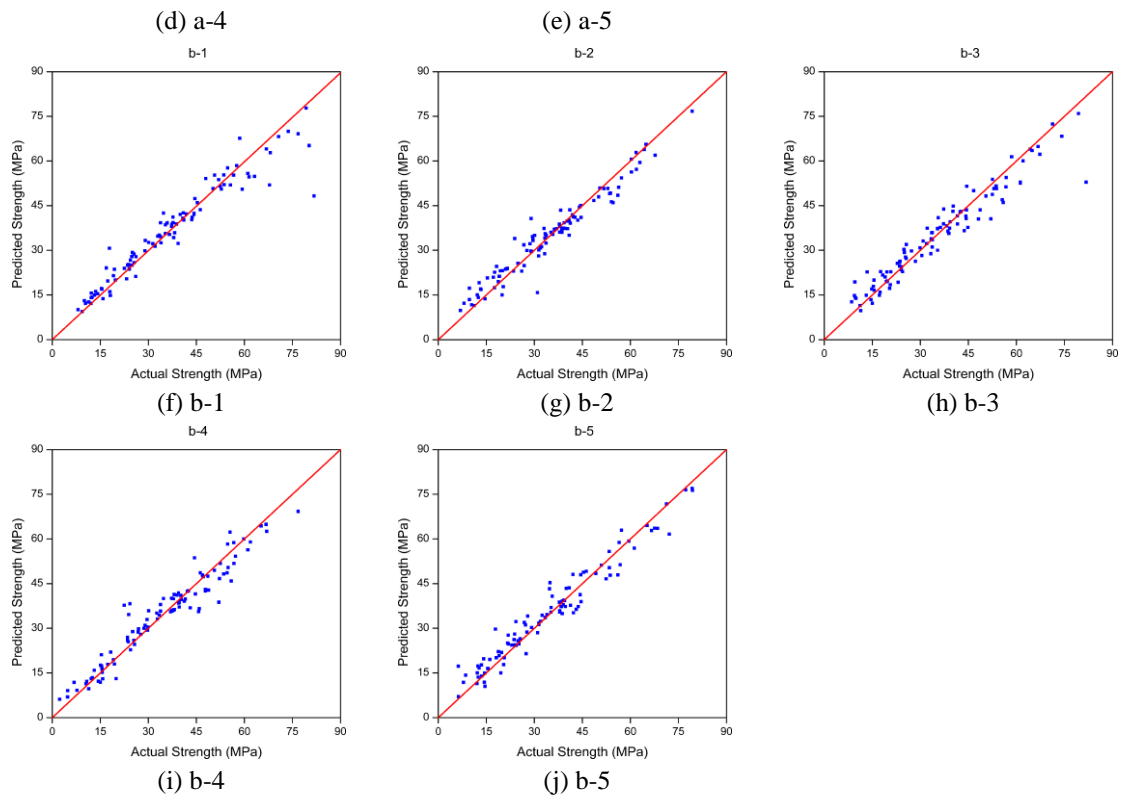 (d) a-4 (e) a-5
b-1 b-2 b-3
90 90 90
75 75 75
60 60 60
45 45 45
30 30 30
15 15 15
0 0 0
0 15 30 45 60 75 90 0 15 30 45 60 75 90 0 15 30 45 60 75 90
Predicted Strength (MPa) Predicted Strength (MPa) Predicted Strength (MPa)
Actual Strength (MPa) Actual Strength (MPa) Actual Strength (MPa)
(f) b-1 (g) b-2 (h) b-3
b-4 b-5
90 90
75 75
60 60
45 45
30 30
15 15
0 0
0 15 30 45 60 75 90 0 15 30 45 60 75 90
Predicted Strength (MPa) Predicted Strength (MPa)
Actual Strength (MPa) Actual Strength (MPa)
(i) b-4 (j) b-5